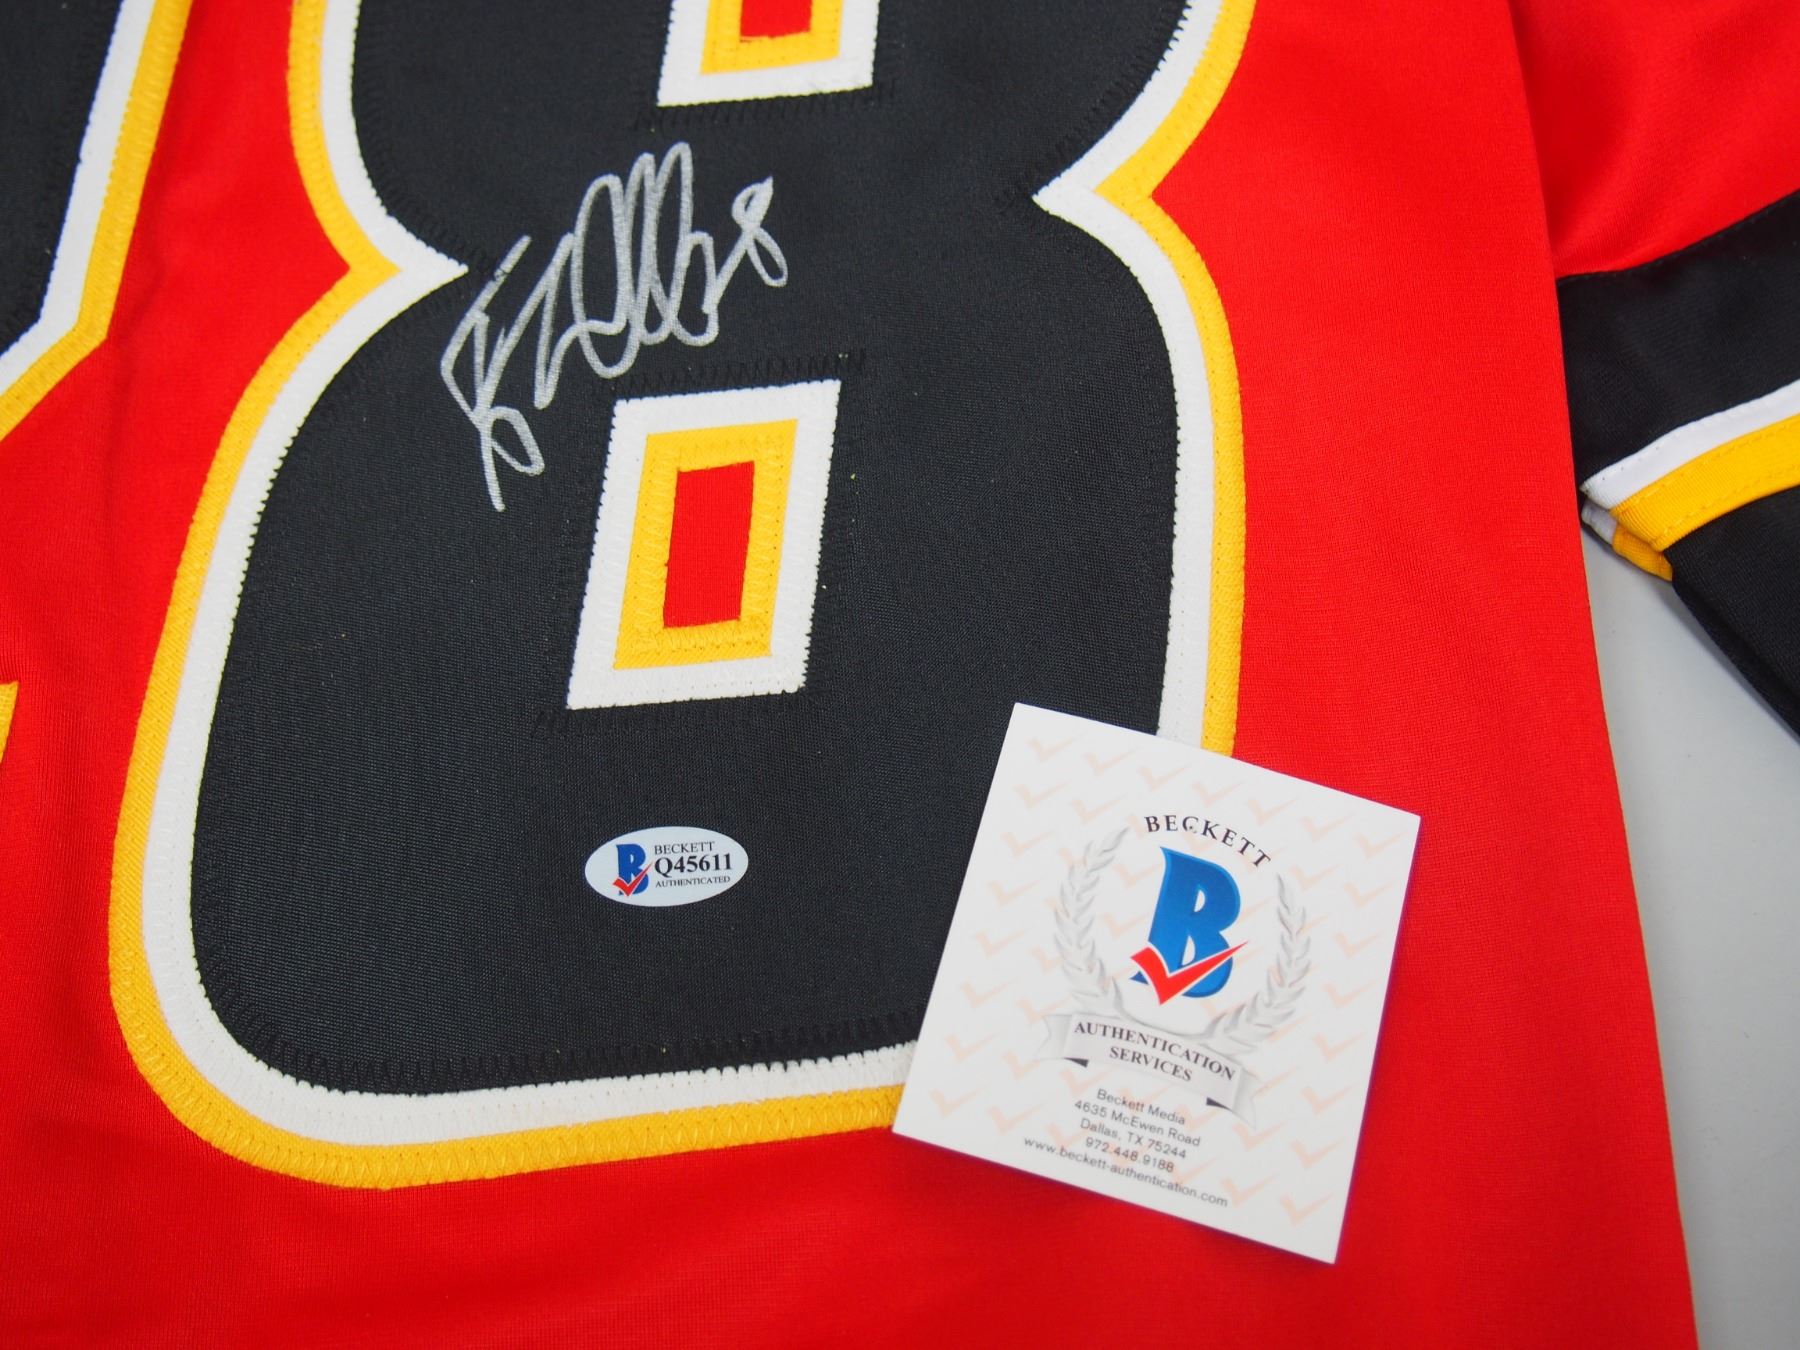 8
BECKETT
Q45611
AUTHENTICATED
BECKETT
B
AUTHENTICATION
SERVICES
Beckett Media
4635 McEwen Road
Dallas, TX 75244
972.448.9188
www.beckett-authentication.com